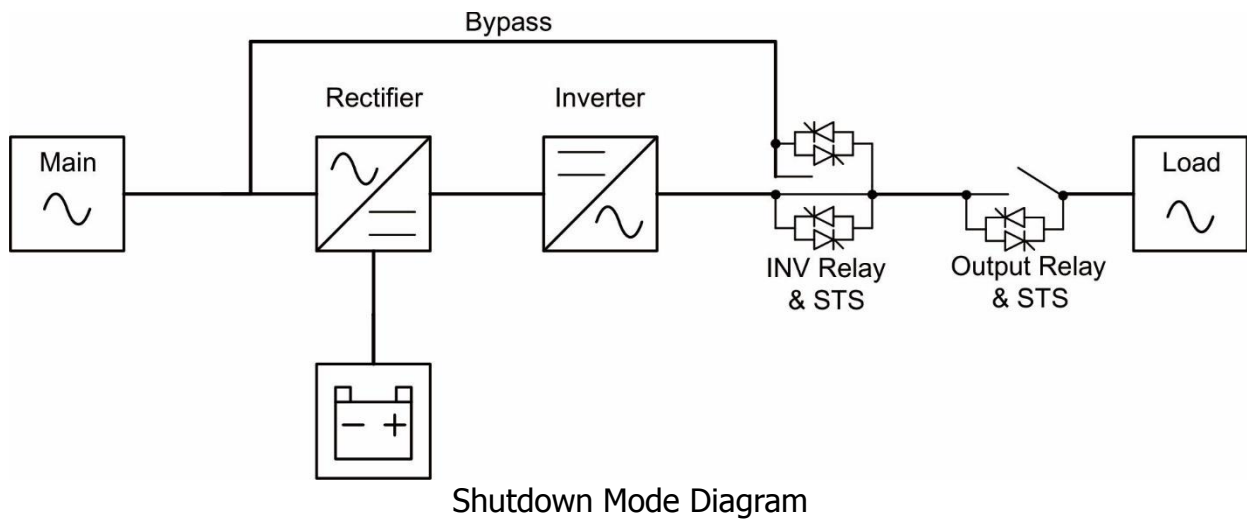 Bypass
Rectifier
Inverter
Main
Load
INV Relay
& STS
Output Relay
& STS
Shutdown Mode Diagram